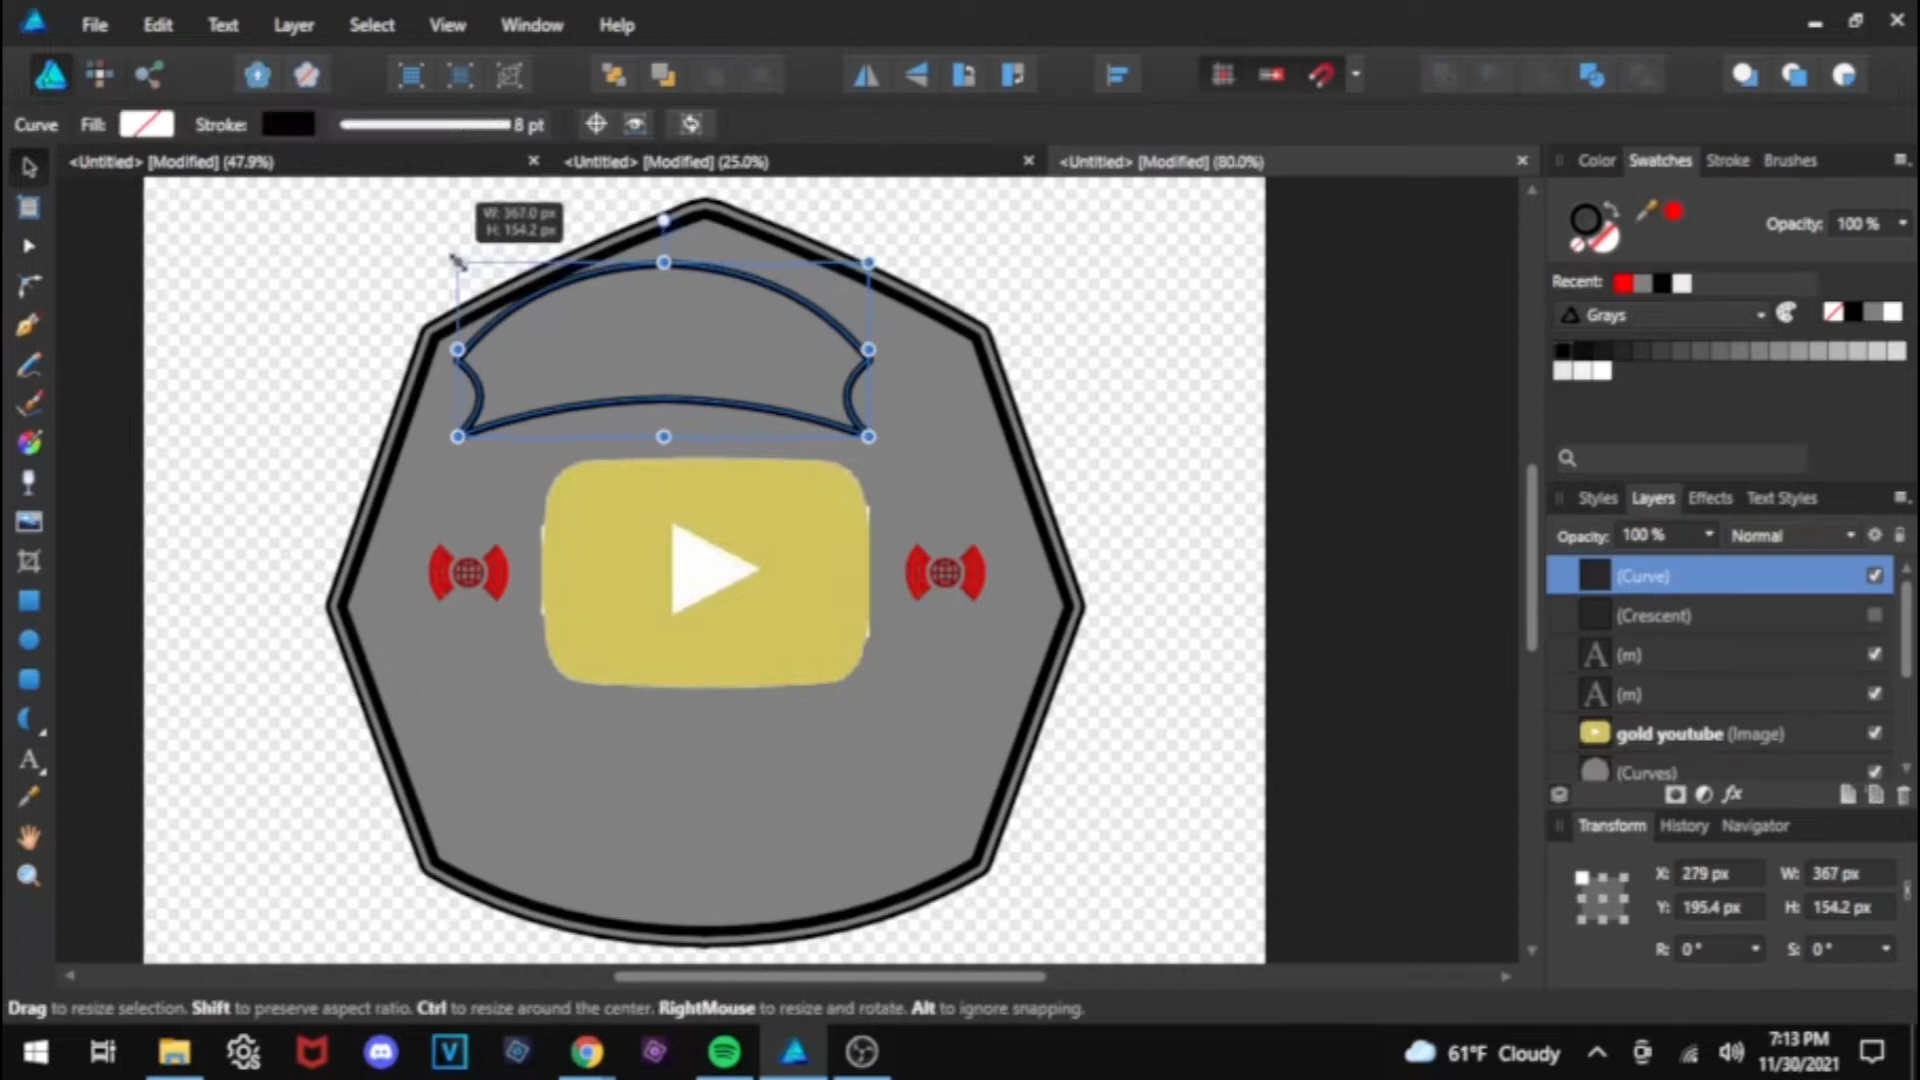 File Edit Text Layer Select View Window Help
Curve Fill: Stroke: 8 pt
<Untitled> [Modified] (47.9%) <Untitled> [Modified] (25.0%) <Untitled> [Modified] (80.0%)
W: 367.0 px
H: 154.2 px
Color Swatches Stroke Brushes
Opacity: 100 %
Recent:
Grays
Styles Layers Effects Text Styles
Opacity: 100 % Normal
(Curve)
(Crescent)
A (m)
A (m)
gold youtube (Image)
(Curves)
fx
Transform History Navigator
X: 279 px W: 367 px
Y: 195.4 px H: 154.2 px
R: 0 ° S: 0 °
Drag to resize selection. Shift to preserve aspect ratio. Ctrl to resize around the center. RightMouse to resize and rotate. Alt to ignore snapping.
61°F Cloudy
7:13 PM
11/30/2021